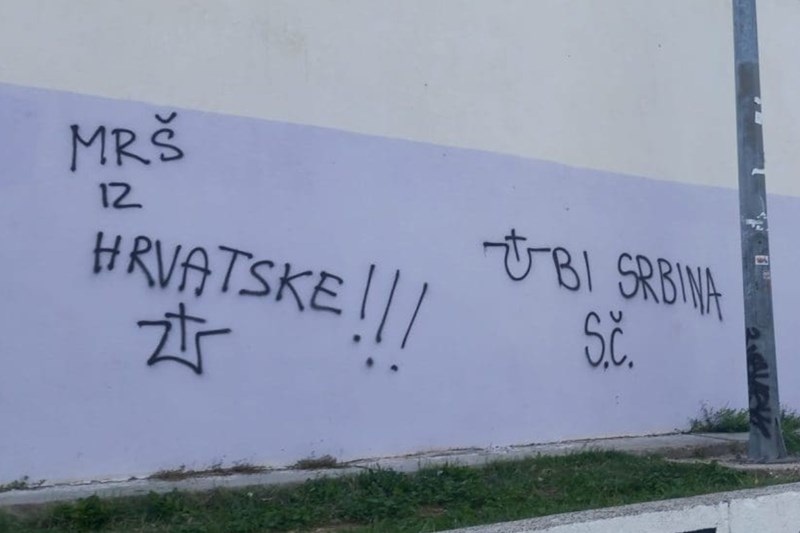 MRŠ
IZ
HRVATSKE!!!
UBI SRBINA
S.Č.